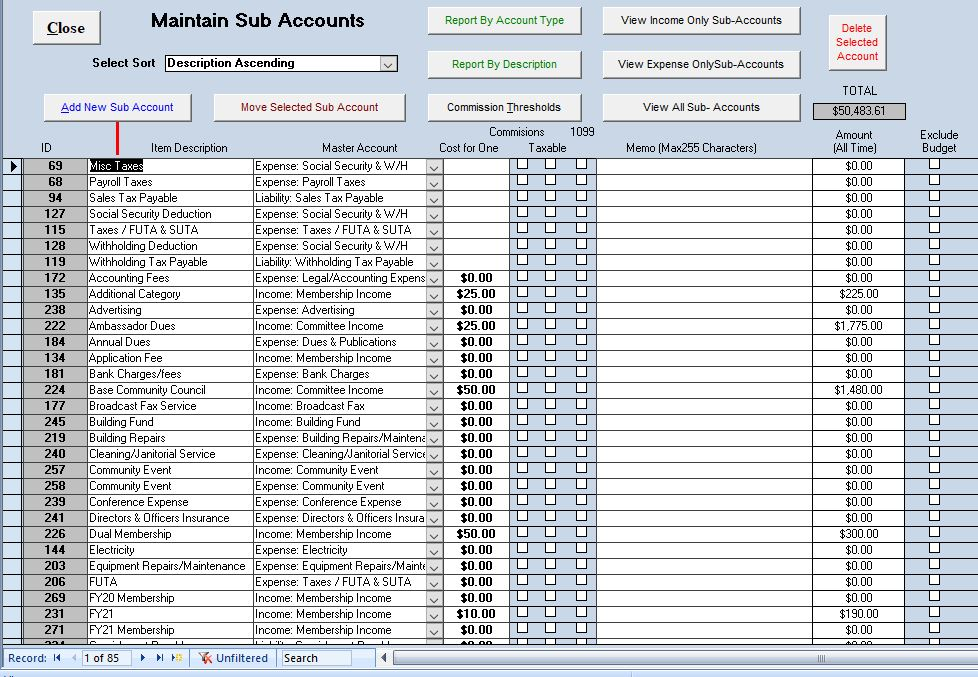 Close
Maintain Sub Accounts
Report By Account Type
View Income Only Sub-Accounts
Delete
Selected
Account
Select Sort Description Ascending
Report By Description
View Expense OnlySub-Accounts
TOTAL
Add New Sub Account
Move Selected Sub Account
Commission Thresholds
View All Sub- Accounts
$50,483.61
Commisions 1099
ID Item Description Master Account Cost for One Taxable Memo (Max255 Characters) Amount (All Time) Exclude Budget
69 Misc Taxes Expense: Social Security & W/H $0.00
68 Payroll Taxes Expense: Payroll Taxes $0.00
94 Sales Tax Payable Liability: Sales Tax Payable $0.00
127 Social Security Deduction Expense: Social Security & W/H $0.00
115 Taxes / FUTA & SUTA Expense: Taxes / FUTA & SUTA $0.00
128 Withholding Deduction Expense: Social Security & W/H $0.00
119 Withholding Tax Payable Liability: Withholding Tax Payable $0.00
172 Accounting Fees Expense: Legal/Accounting Expens $0.00 $0.00
135 Additional Category Income: Membership Income $25.00 $225.00
238 Advertising Expense: Advertising $0.00 $0.00
222 Ambassador Dues Income: Committee Income $25.00 $1,775.00
184 Annual Dues Expense: Dues & Publications $0.00 $0.00
134 Application Fee Income: Membership Income $0.00 $0.00
181 Bank Charges/fees Expense: Bank Charges $0.00 $0.00
224 Base Community Council Income: Committee Income $50.00 $1,480.00
177 Broadcast Fax Service Income: Broadcast Fax $0.00 $0.00
245 Building Fund Income: Building Fund $0.00 $0.00
219 Building Repairs Expense: Building Repairs/Maintena $0.00 $0.00
240 Cleaning/Janitorial Service Expense: Cleaning/Janitorial Service $0.00 $0.00
257 Community Event Income: Community Event $0.00 $0.00
258 Community Event Expense: Community Event $0.00 $0.00
239 Conference Expense Expense: Conference Expense $0.00 $0.00
241 Directors & Officers Insurance Expense: Directors & Officers Insura $0.00 $0.00
226 Dual Membership Income: Membership Income $50.00 $300.00
144 Electricity Expense: Electricity $0.00 $0.00
203 Equipment Repairs/Maintenance Expense: Equipment Repairs/Mainte $0.00 $0.00
206 FUTA Expense: Taxes / FUTA & SUTA $0.00 $0.00
269 FY20 Membership Income: Membership Income $0.00 $0.00
231 FY21 Income: Membership Income $10.00 $190.00
271 FY21 Membership Income: Membership Income $0.00 $0.00
Record: 1 of 85 Unfiltered Search